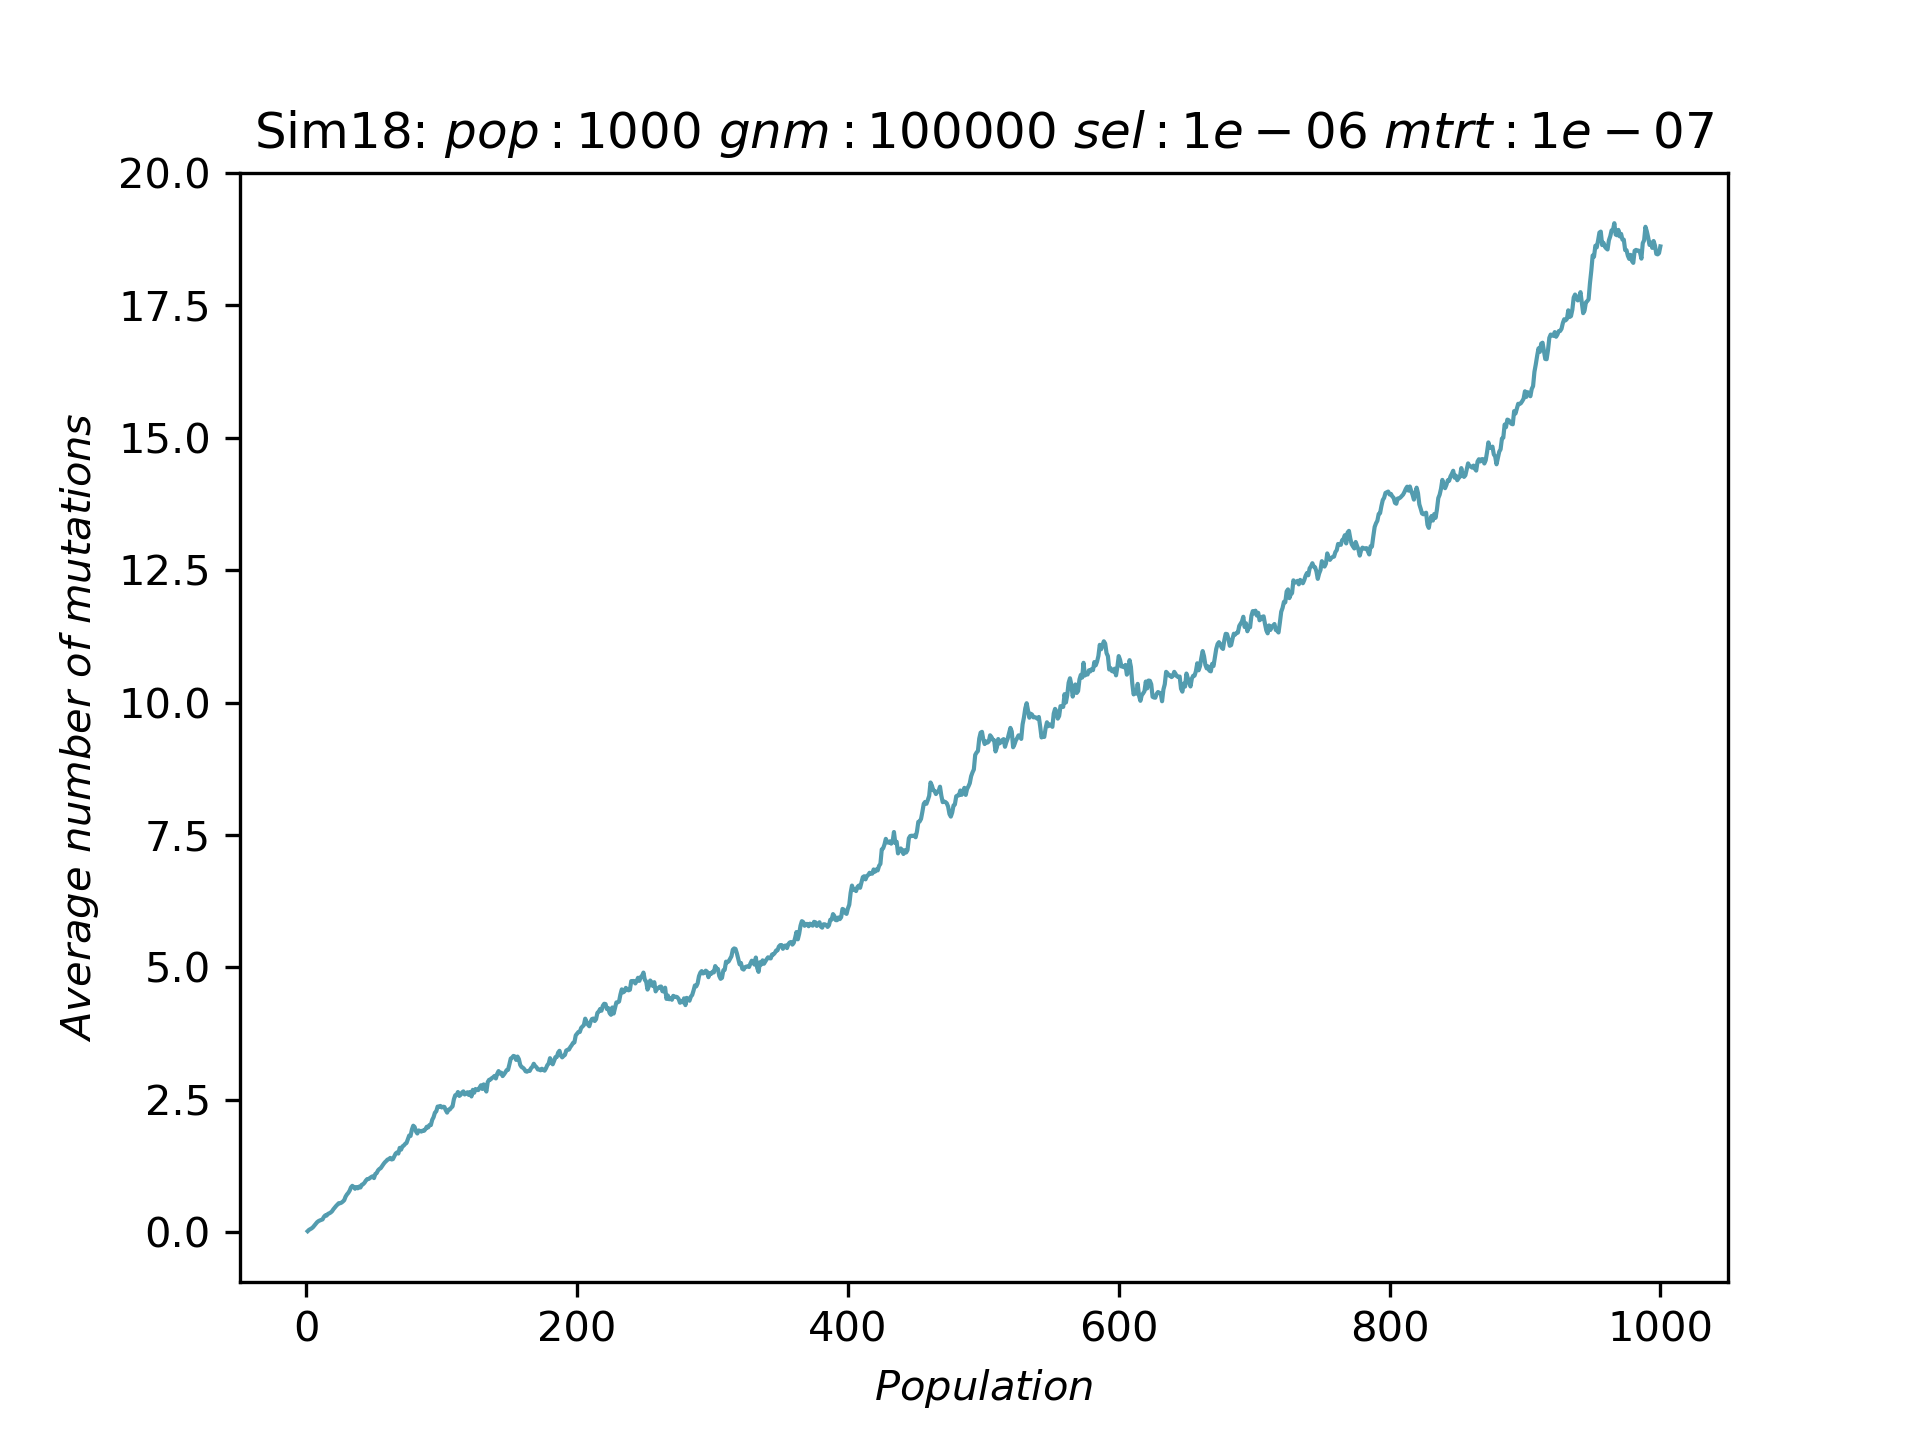 Sim18: pop : 1000 gnm : 100000 sel : 1e − 06 mtrt : 1e − 07
20.0
17.5
15.0
12.5
10.0
7.5
5.0
2.5
0.0
Average number of mutations
0 200 400 600 800 1000
Population